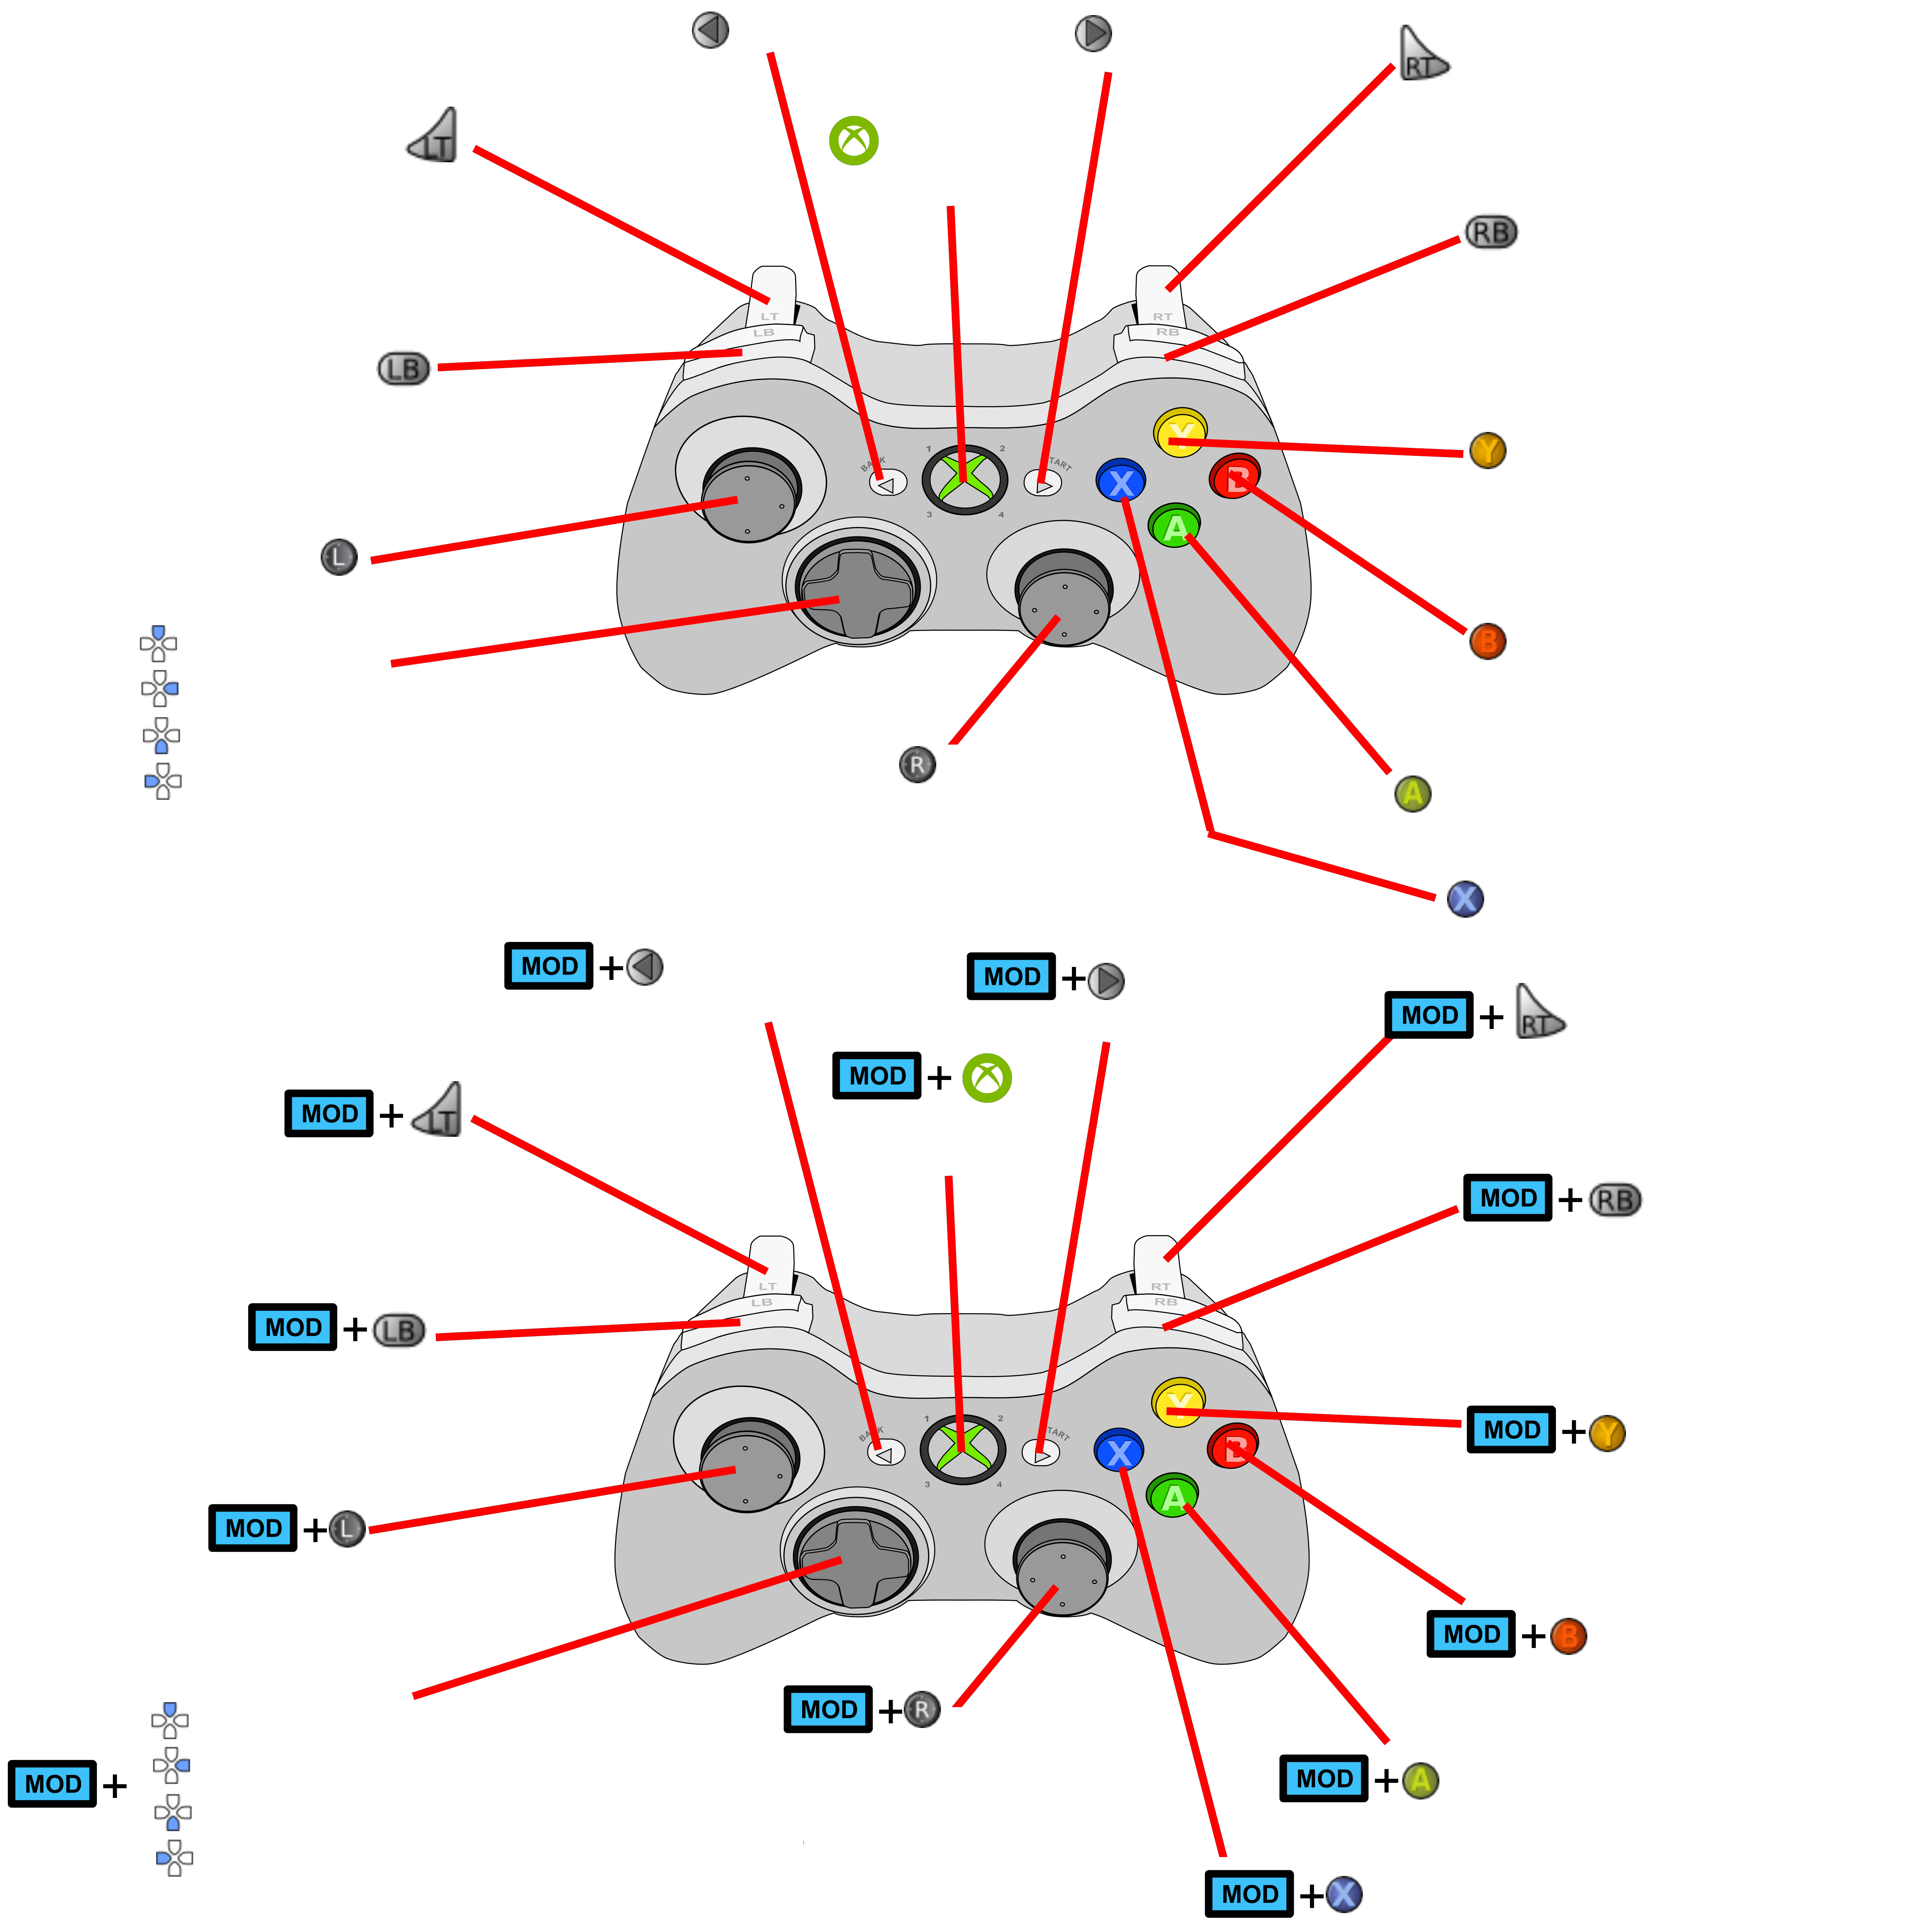 RT
LT
RB
LT
RT
LB
RB
LB
Y
Y
1
2
BACK
START
X
B
A
3
4
L
B
R
A
X
MOD +
MOD +
MOD + RT
MOD +
MOD + LT
MOD + RB
LT
RT
LB
RB
MOD + LB
Y
MOD + Y
1
2
BACK
START
X
B
A
3
4
MOD + L
MOD + B
MOD + R
MOD +
MOD + A
MOD + X